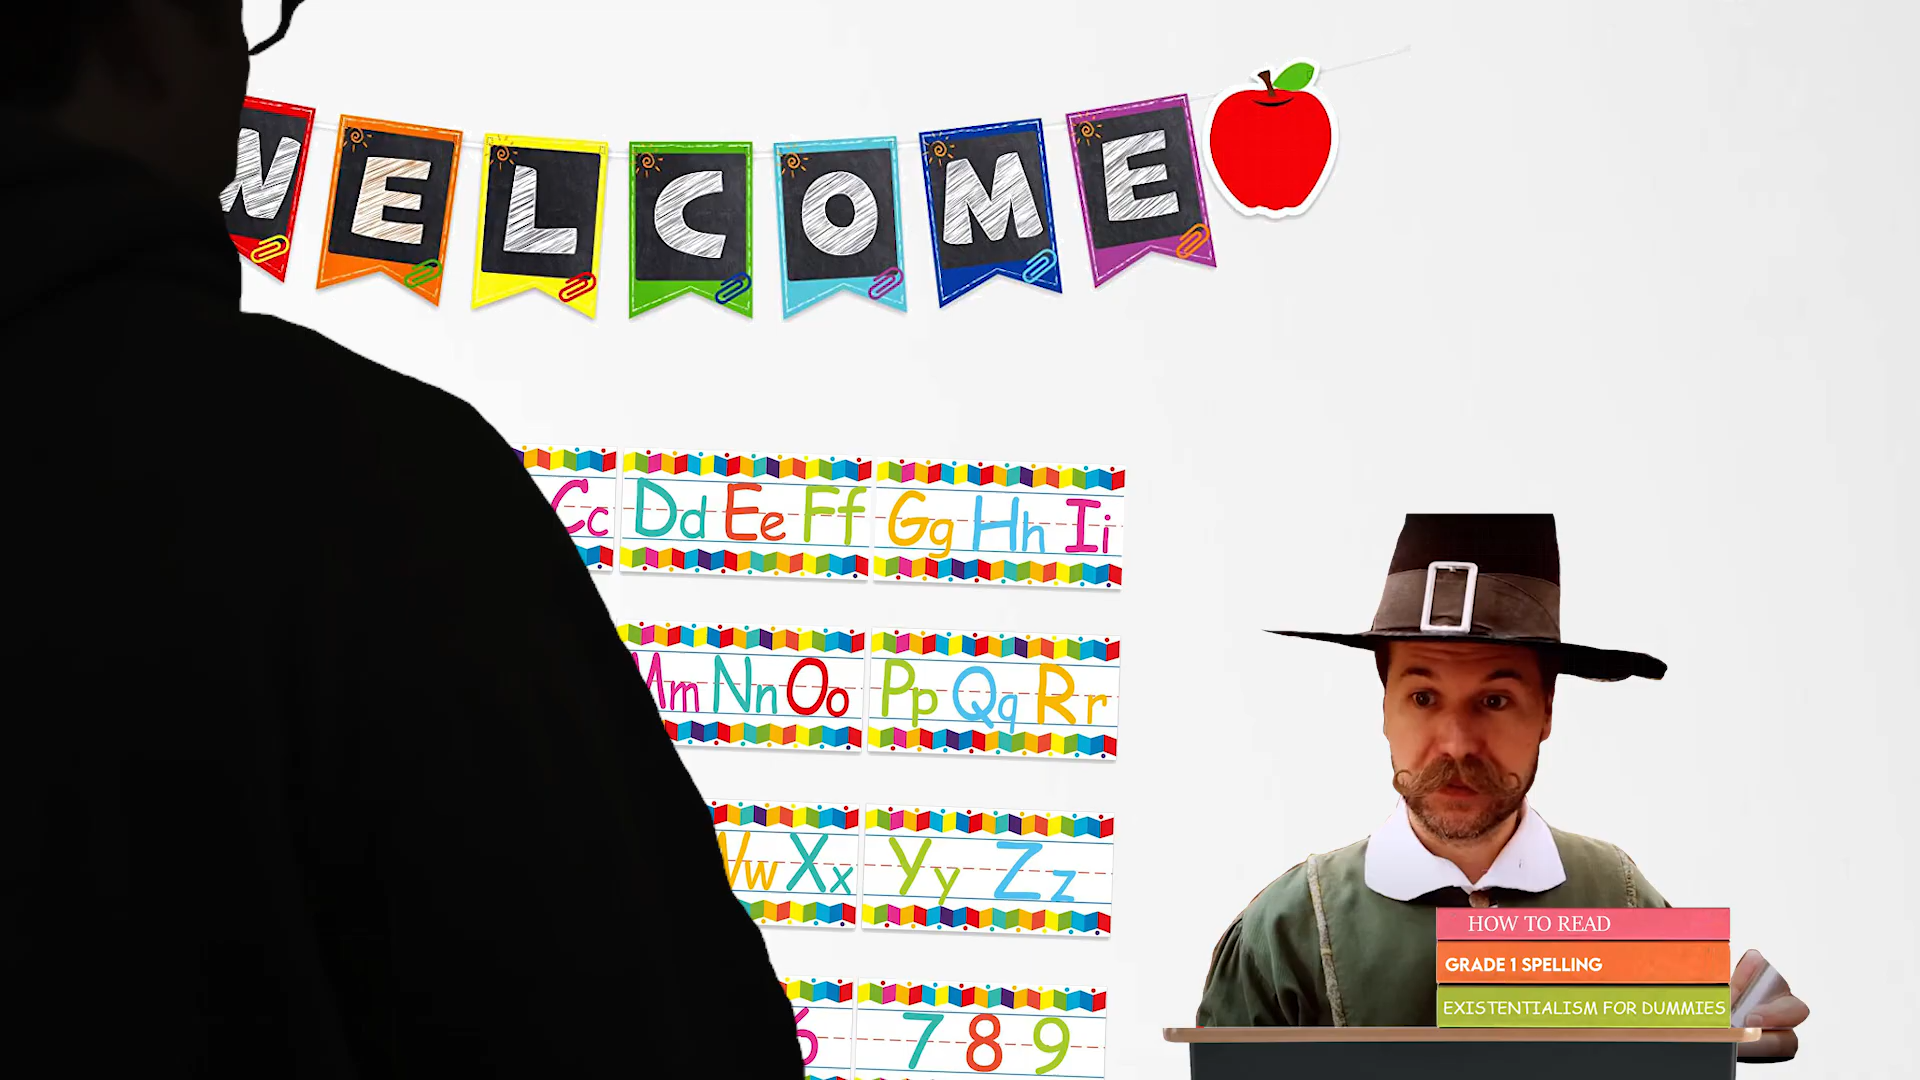 WELCOME
Cc Dd Ee Ff Gg Hh Ii
Mm Nn Oo Pp Qq Rr
Ww Xx Yy Zz
6 7 8 9
HOW TO READ
GRADE 1 SPELLING
EXISTENTIALISM FOR DUMMIES